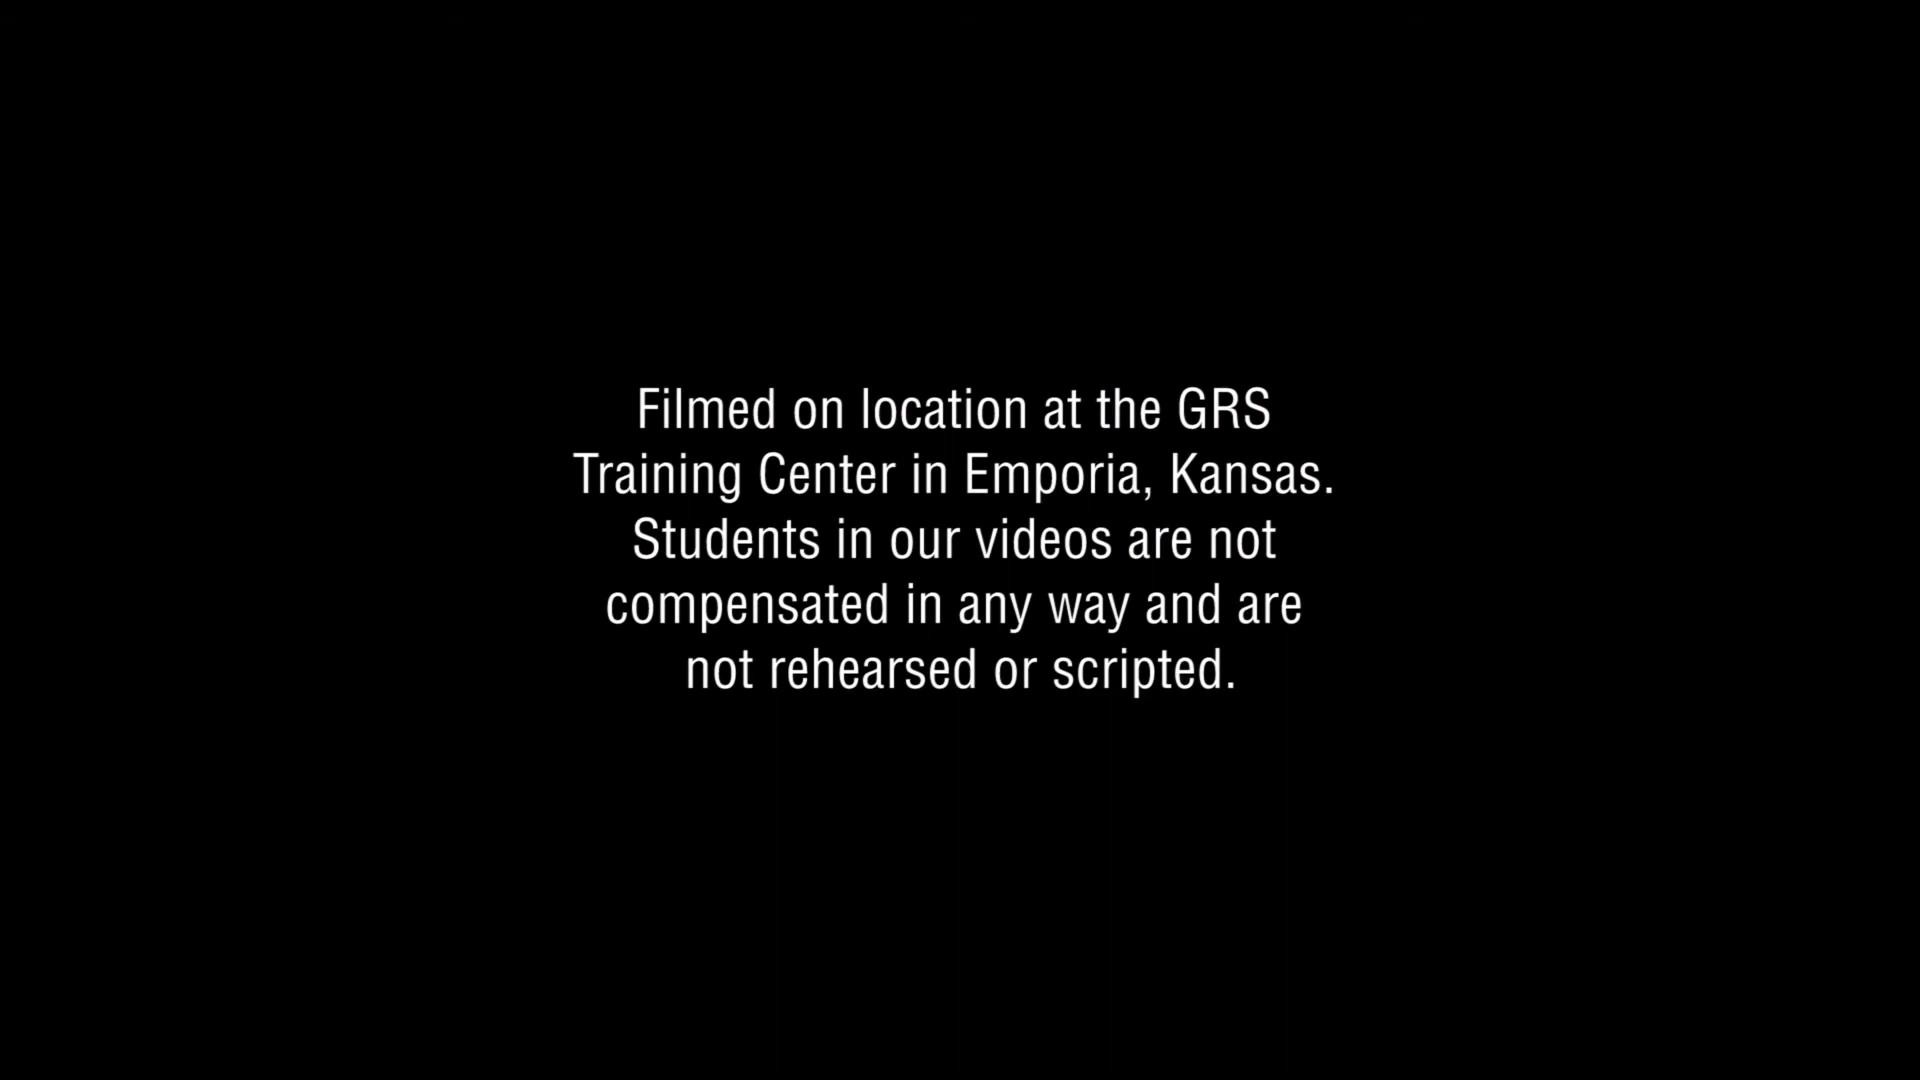 Filmed on location at the GRS
Training Center in Emporia, Kansas.
Students in our videos are not
compensated in any way and are
not rehearsed or scripted.